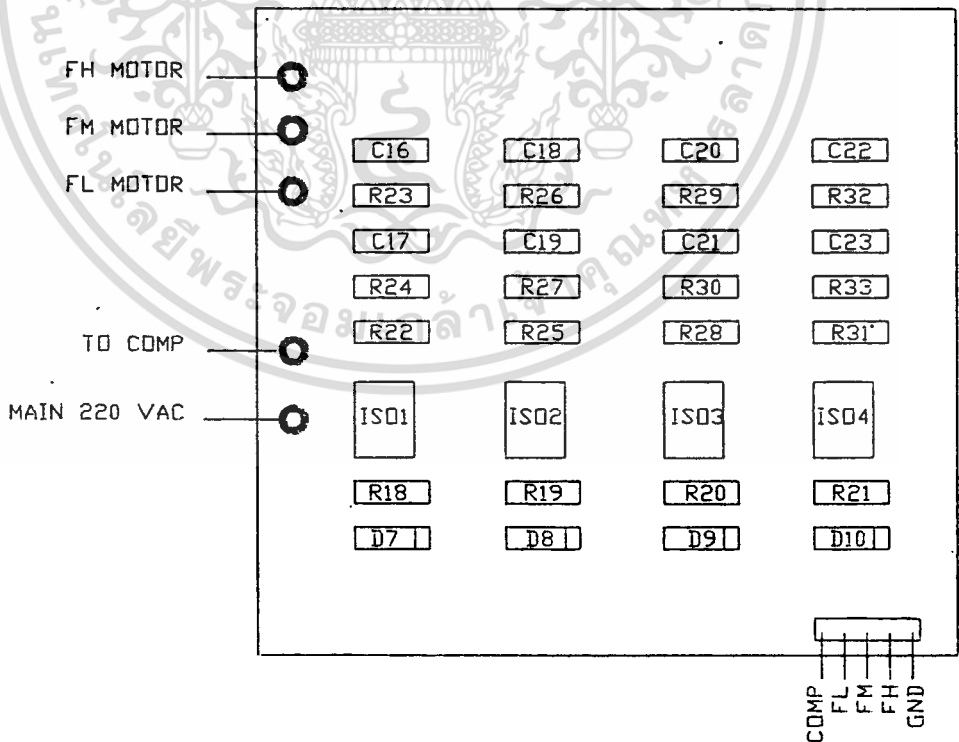 FH MOTOR
FM MOTOR
FL MOTOR
TO COMP
MAIN 220 VAC
C16 C18 C20 C22
R23 R26 R29 R32
C17 C19 C21 C23
R24 R27 R30 R33
R22 R25 R28 R31
ISO1 ISO2 ISO3 ISO4
R18 R19 R20 R21
D7 D8 D9 D10
COMP
FL
FM
FH
GND